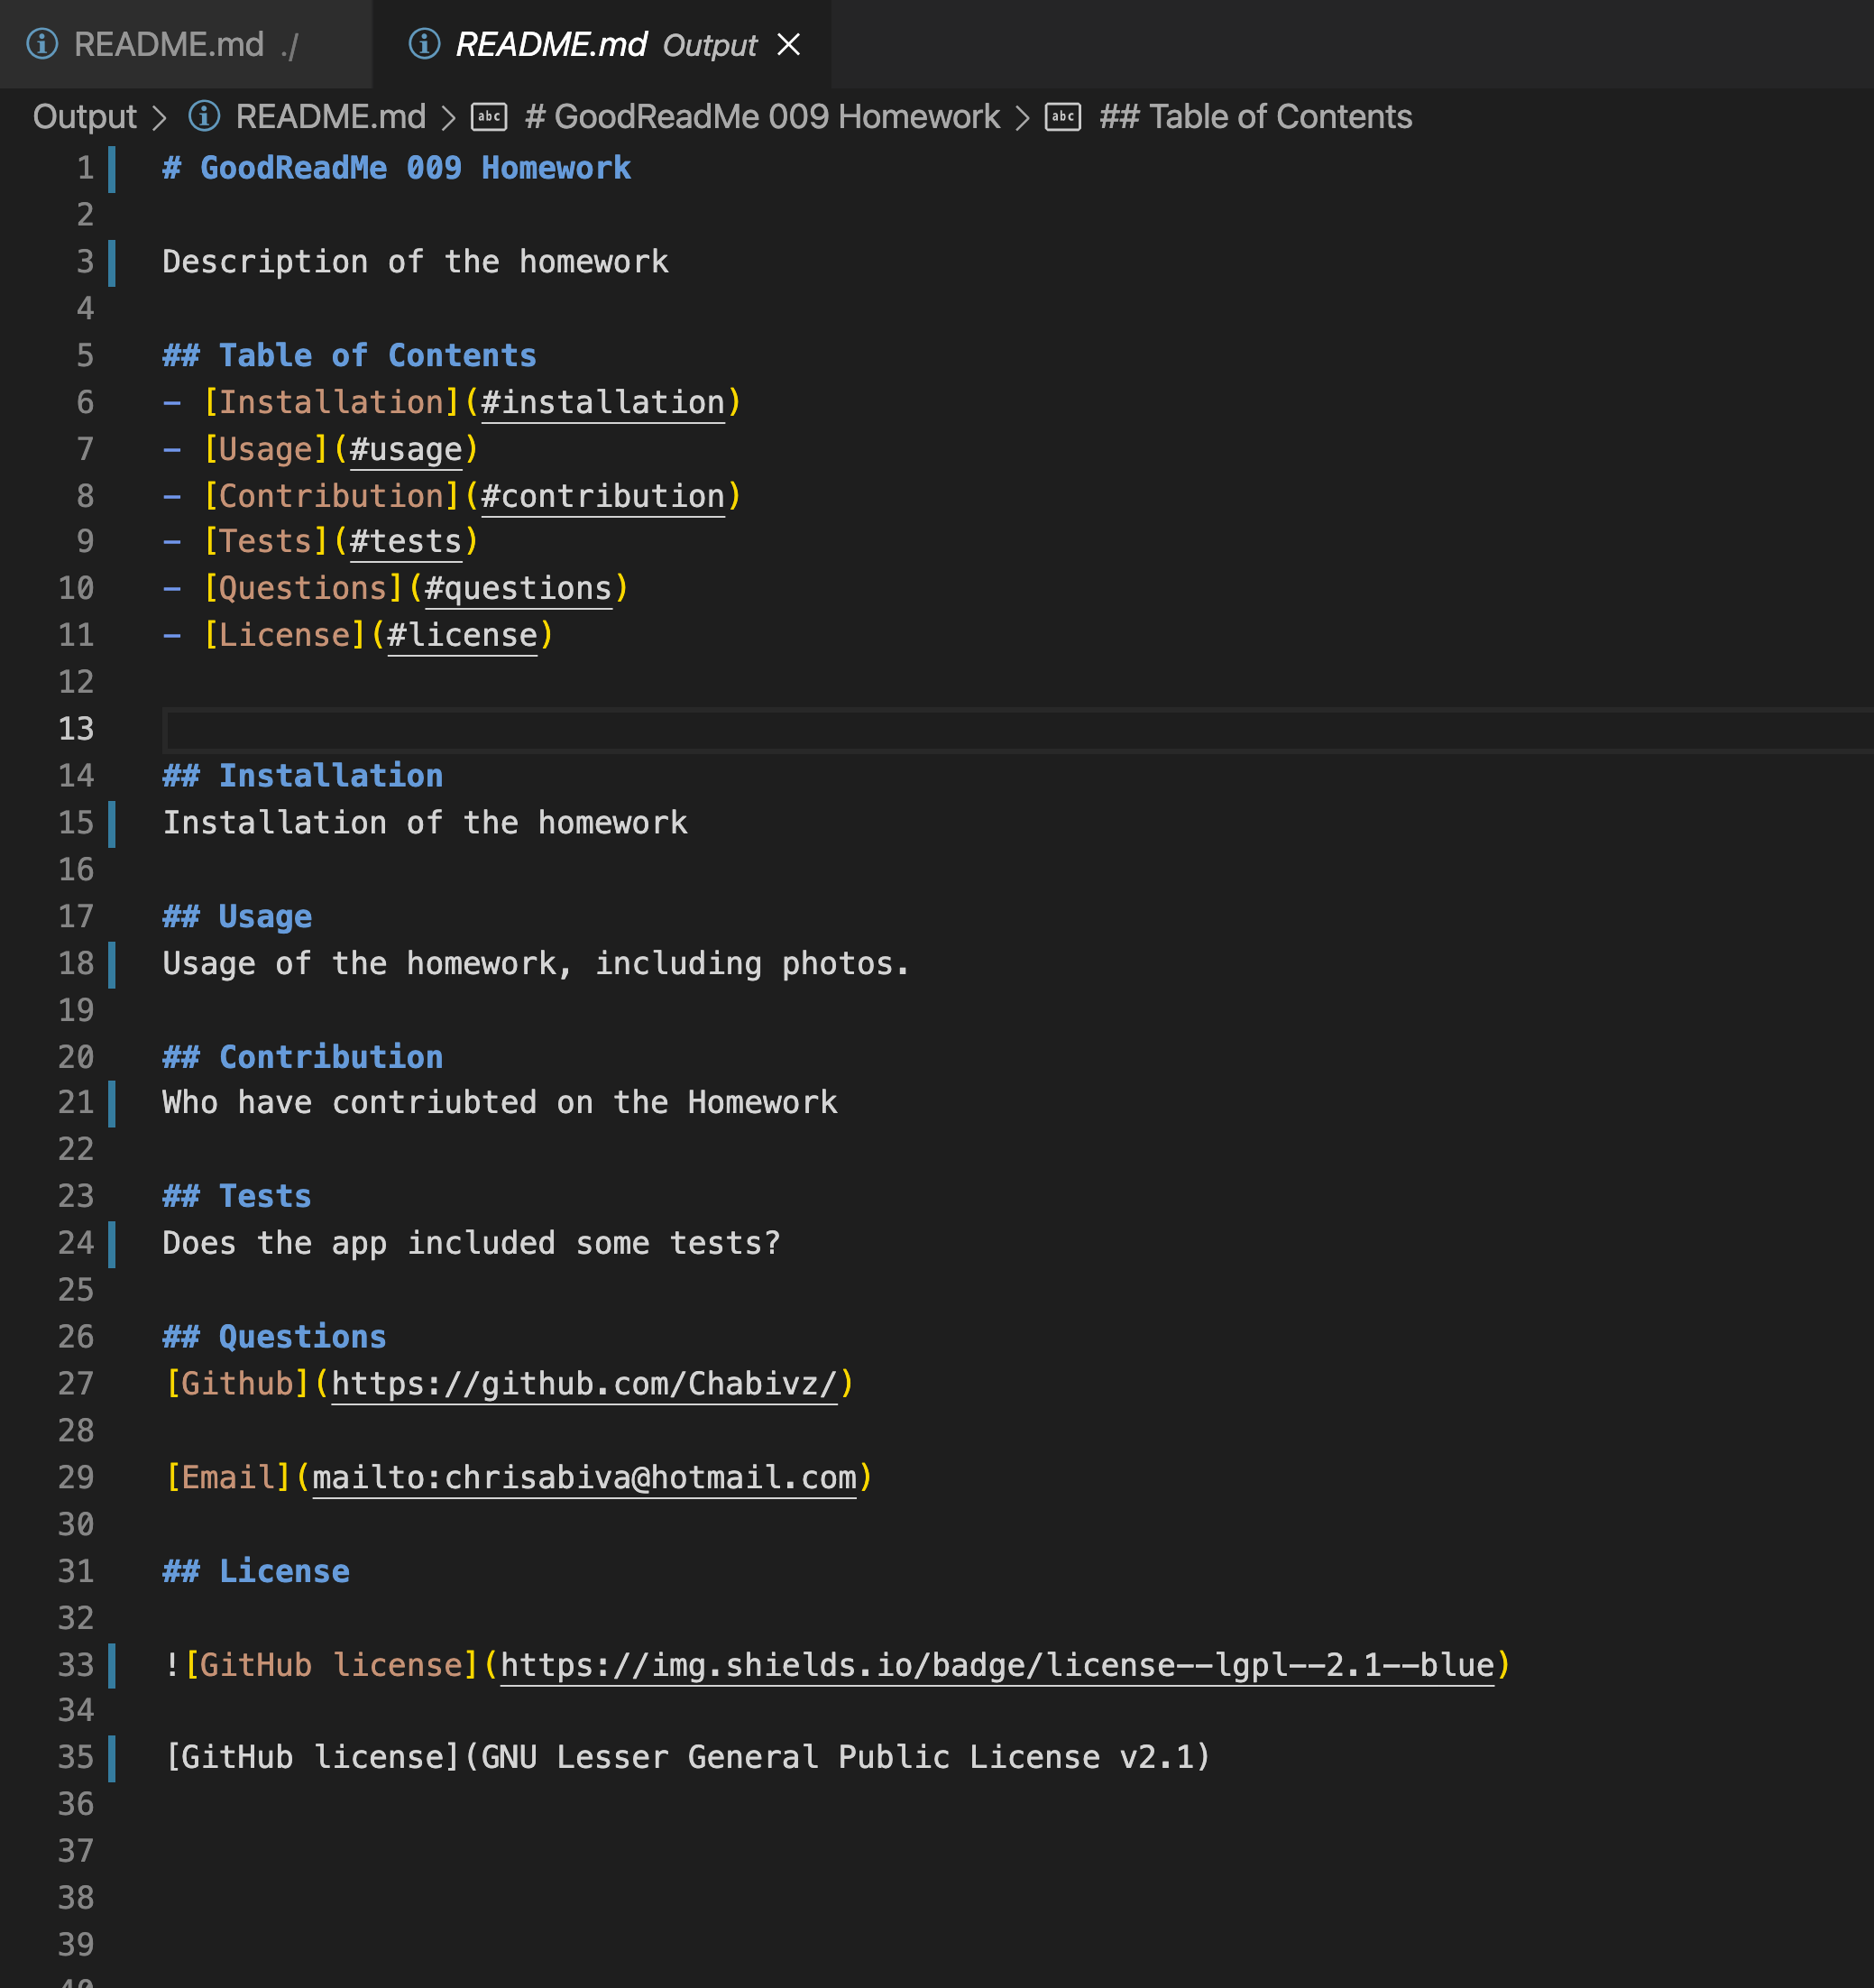 README.md ./
README.md Output
Output > README.md > # GoodReadMe 009 Homework > ## Table of Contents
1 # GoodReadMe 009 Homework
2
3 Description of the homework
4
5 ## Table of Contents
6 - [Installation](#installation)
7 - [Usage](#usage)
8 - [Contribution](#contribution)
9 - [Tests](#tests)
10 - [Questions](#questions)
11 - [License](#license)
12
13
14 ## Installation
15 Installation of the homework
16
17 ## Usage
18 Usage of the homework, including photos.
19
20 ## Contribution
21 Who have contriubted on the Homework
22
23 ## Tests
24 Does the app included some tests?
25
26 ## Questions
27 [Github](https://github.com/Chabivz/)
28
29 [Email](mailto:chrisabiva@hotmail.com)
30
31 ## License
32
33 ![GitHub license](https://img.shields.io/badge/license--lgpl--2.1--blue)
34
35 [GitHub license](GNU Lesser General Public License v2.1)
36
37
38
39
40